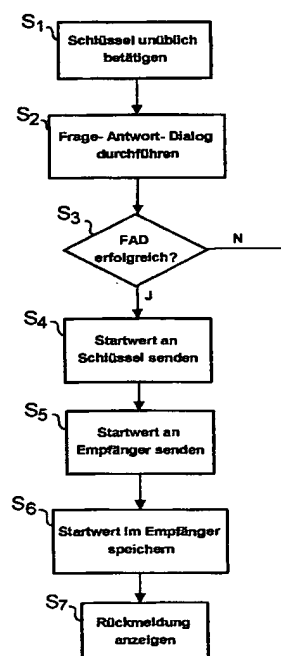 S1
Schlüssel unüblich
betätigen
S2
Frage- Antwort- Dialog
durchführen
S3
FAD
erfolgreich?
N
J
S4
Startwert an
Schlüssel senden
S5
Startwert an
Empfänger senden
S6
Startwert im Empfänger
speichern
S7
Rückmeldung
anzeigen